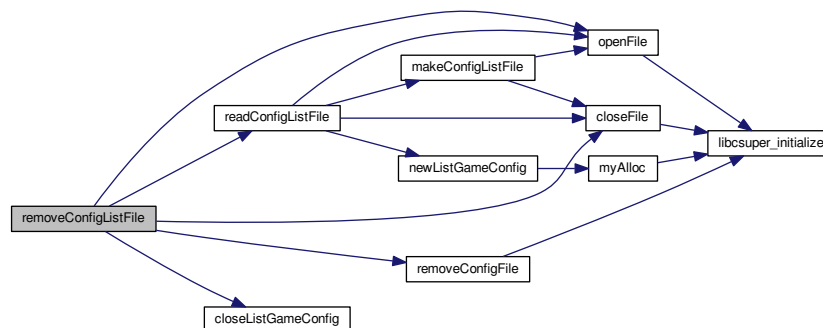 openFile
makeConfigListFile
readConfigListFile
closeFile
libcsuper_initialize
newListGameConfig
myAlloc
removeConfigListFile
removeConfigFile
closeListGameConfig